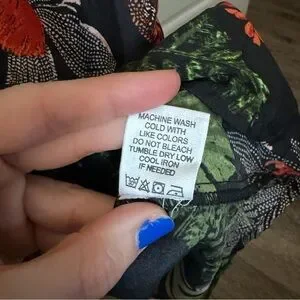 MACHINE WASH
COLD WITH
LIKE COLORS
DO NOT BLEACH
TUMBLE DRY LOW
COOL IRON
IF NEEDED